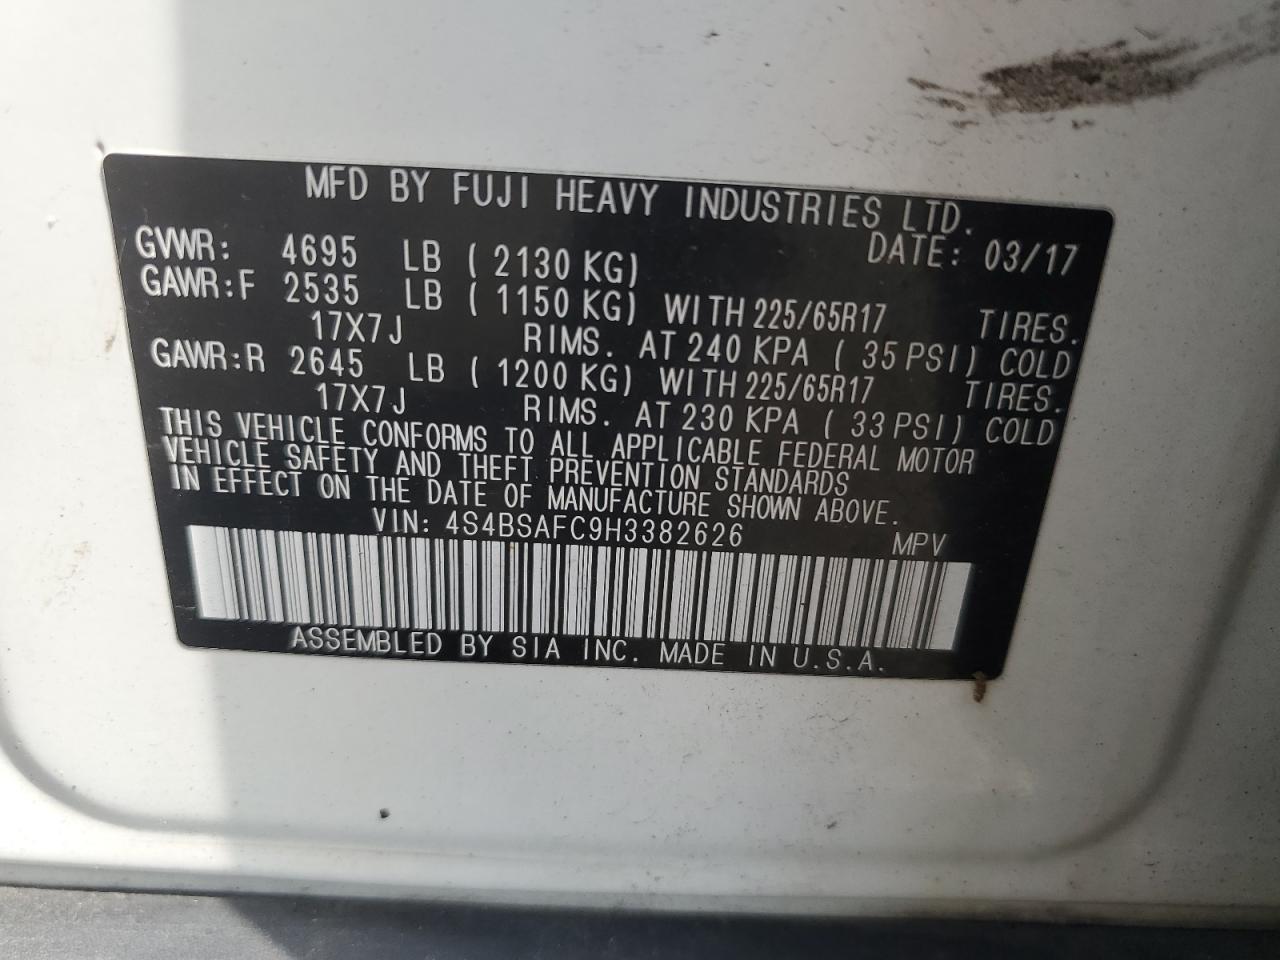 MFD BY FUJI HEAVY INDUSTRIES LTD.
DATE: 03/17
GVWR: 4695 LB ( 2130 KG)
GAWR:F 2535 LB ( 1150 KG) WITH 225/65R17 TIRES.
17X7J RIMS. AT 240 KPA ( 35 PSI) COLD
GAWR:R 2645 LB ( 1200 KG) WITH 225/65R17 TIRES.
17X7J RIMS. AT 230 KPA ( 33 PSI) COLD
THIS VEHICLE CONFORMS TO ALL APPLICABLE FEDERAL MOTOR
VEHICLE SAFETY AND THEFT PREVENTION STANDARDS
IN EFFECT ON THE DATE OF MANUFACTURE SHOWN ABOVE.
VIN: 4S4BSAFC9H3382626 MPV
ASSEMBLED BY SIA INC. MADE IN U.S.A.